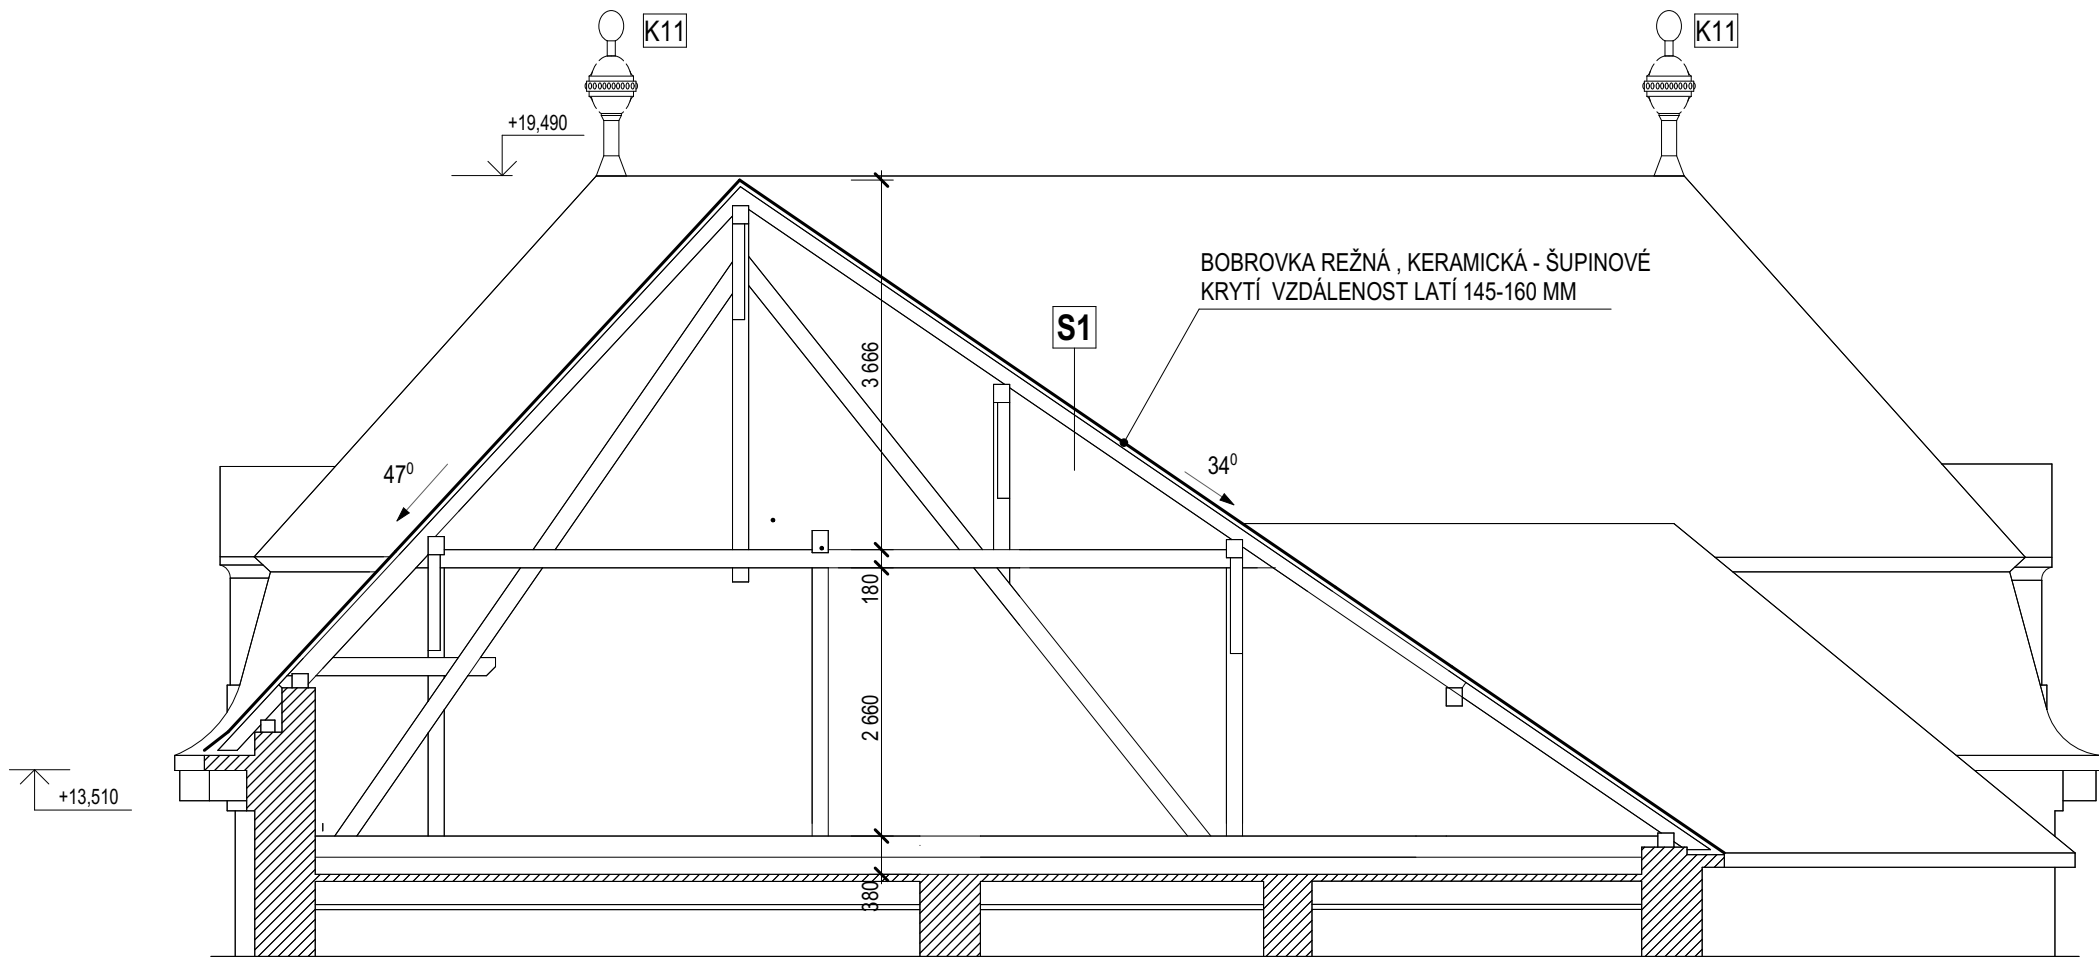 K11
K11
+19,490
BOBROVKA REŽNÁ , KERAMICKÁ - ŠUPINOVÉ
KRYTÍ VZDÁLENOST LATÍ 145-160 MM
S1
3 666
47⁰
34⁰
180
2 660
+13,510
380